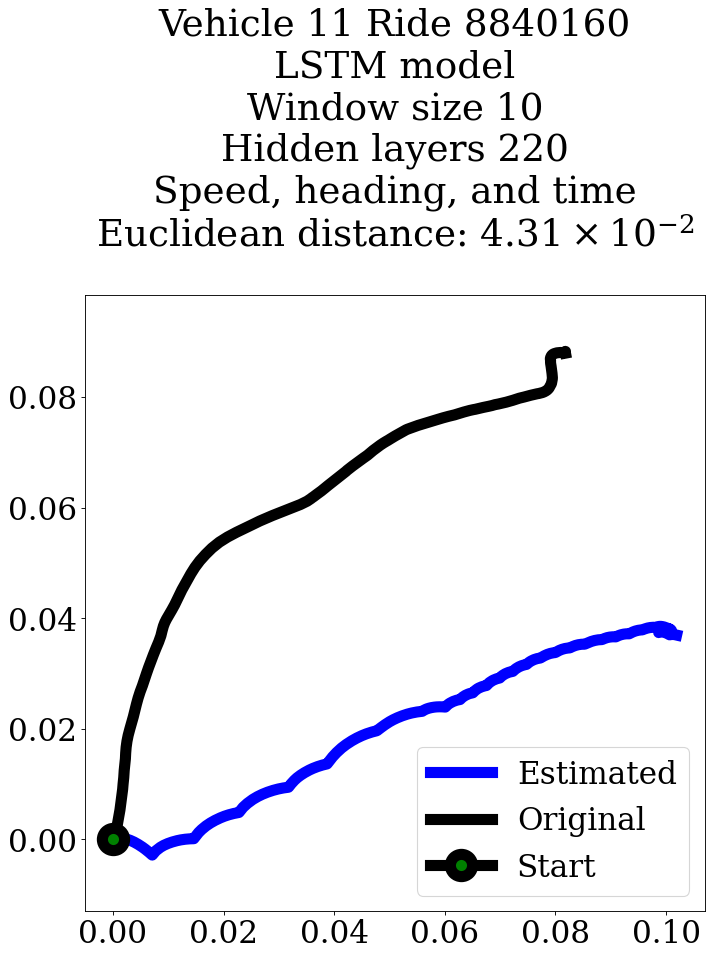 Vehicle 11 Ride 8840160
LSTM model
Window size 10
Hidden layers 220
Speed, heading, and time
Euclidean distance: 4.31 × 10⁻²
0.08
0.06
0.04
0.02
0.00
Estimated
Original
Start
0.00 0.02 0.04 0.06 0.08 0.10